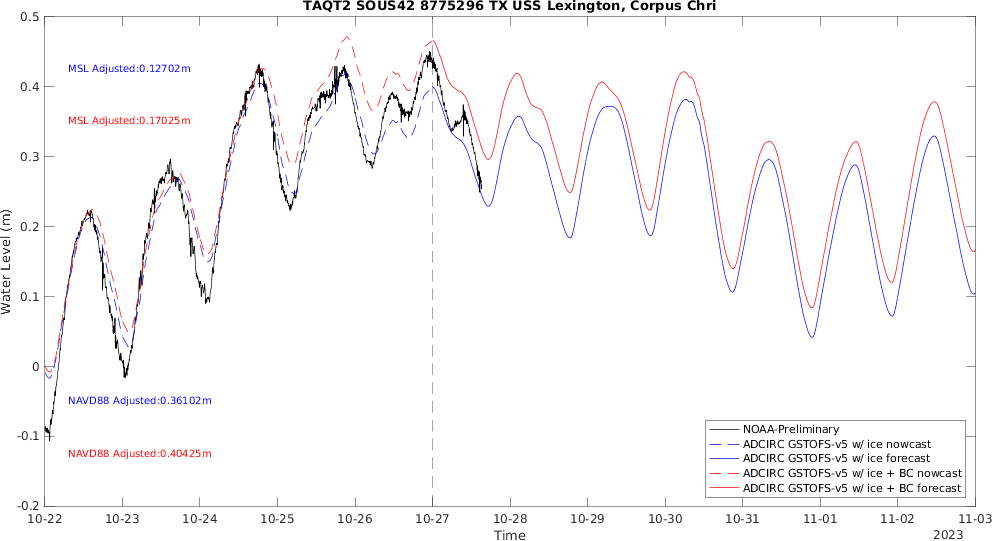 TAQT2 SOUS42 8775296 TX USS Lexington, Corpus Chri
0.5
0.4
0.3
0.2
0.1
0
-0.1
-0.2
Water Level (m)
MSL Adjusted:0.12702m
MSL Adjusted:0.17025m
NAVD88 Adjusted:0.36102m
NAVD88 Adjusted:0.40425m
NOAA-Preliminary
ADCIRC GSTOFS-v5 w/ ice nowcast
ADCIRC GSTOFS-v5 w/ ice forecast
ADCIRC GSTOFS-v5 w/ ice + BC nowcast
ADCIRC GSTOFS-v5 w/ ice + BC forecast
10-22 10-23 10-24 10-25 10-26 10-27 10-28 10-29 10-30 10-31 11-01 11-02 11-03
Time
2023